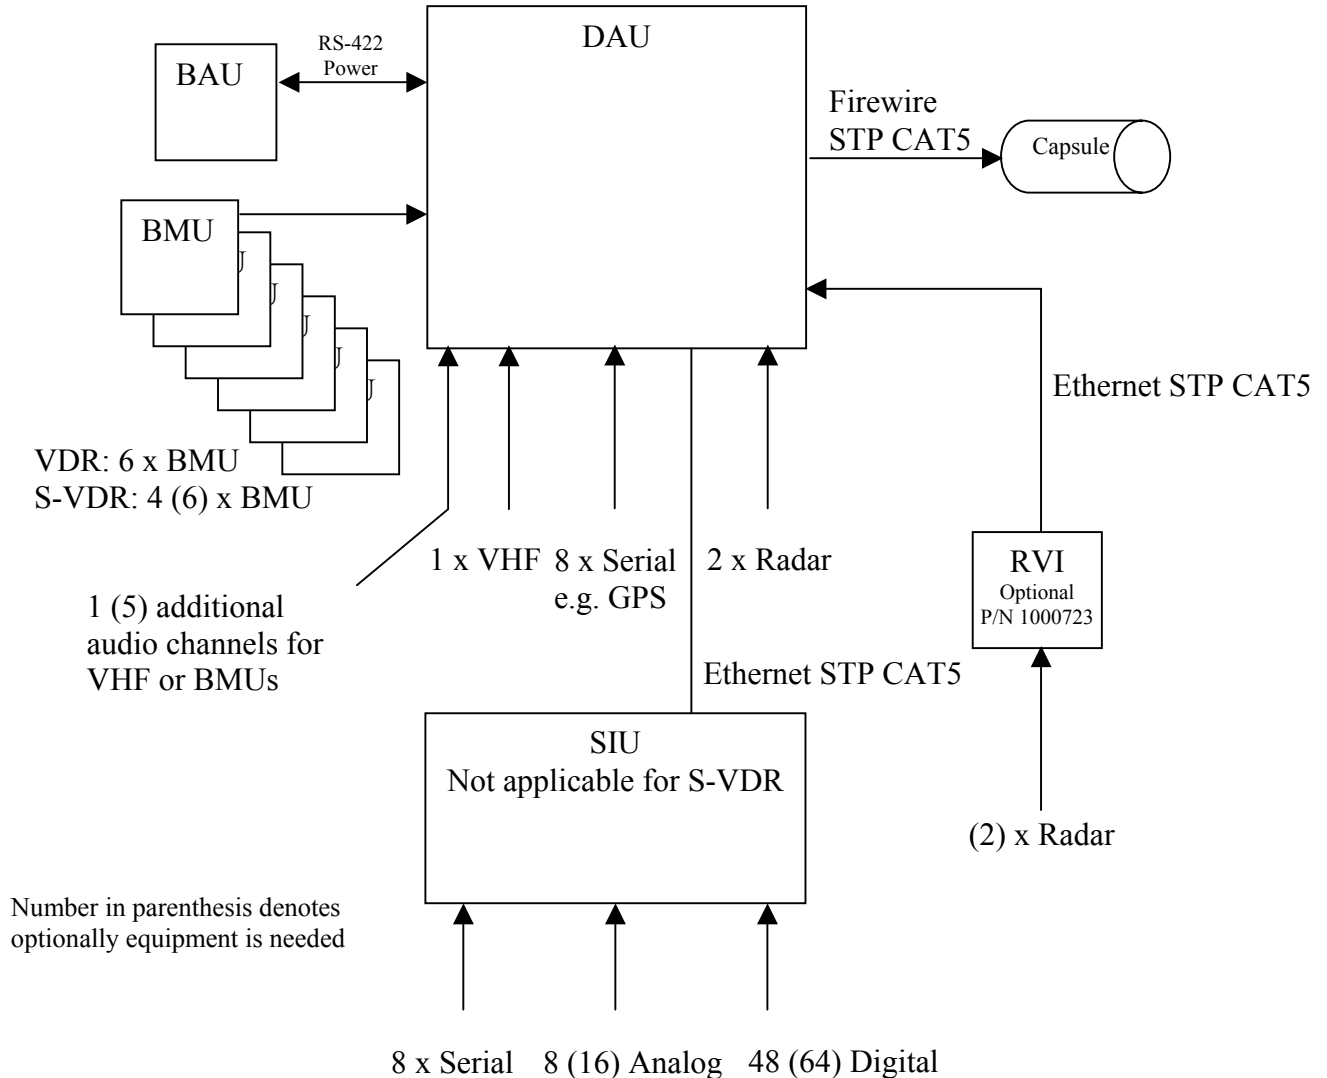 DAU
RS-422
Power
BAU
Firewire
STP CAT5
Capsule
BMU
U
U
U
U
U
Ethernet STP CAT5
VDR: 6 x BMU
S-VDR: 4 (6) x BMU
1 x VHF
8 x Serial
e.g. GPS
2 x Radar
RVI
Optional
P/N 1000723
1 (5) additional
audio channels for
VHF or BMUs
Ethernet STP CAT5
SIU
Not applicable for S-VDR
(2) x Radar
Number in parenthesis denotes
optionally equipment is needed
8 x Serial
8 (16) Analog
48 (64) Digital